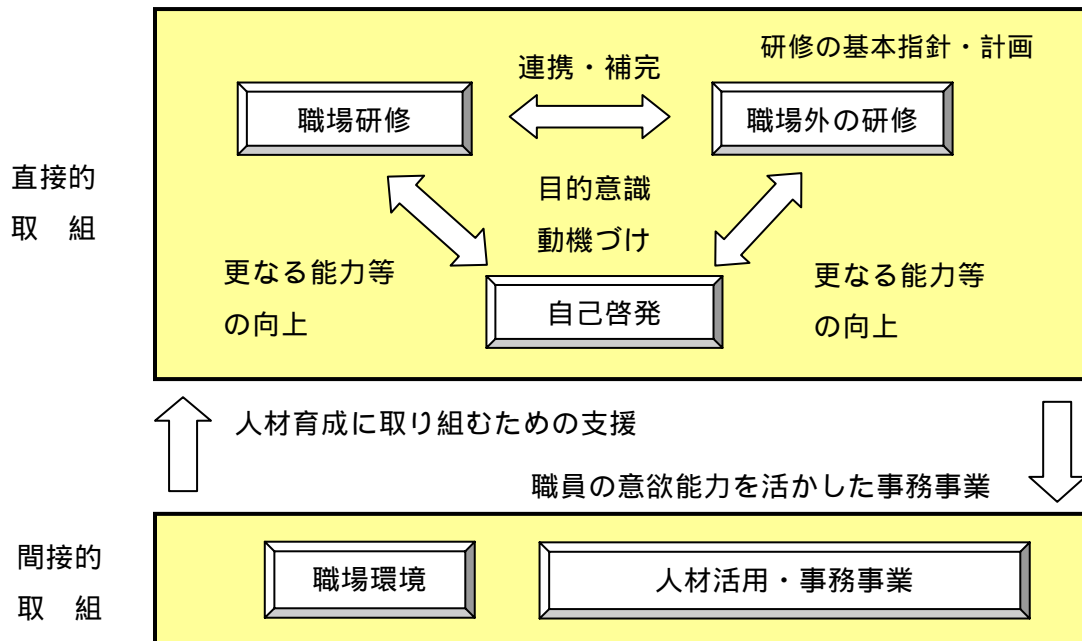 研修の基本指針・計画
連携・補完
職場研修
職場外の研修
直接的
取　組
目的意識
動機づけ
更なる能力等
の向上
自己啓発
更なる能力等
の向上
人材育成に取り組むための支援
職員の意欲能力を活かした事務事業
間接的
取　組
職場環境
人材活用・事務事業